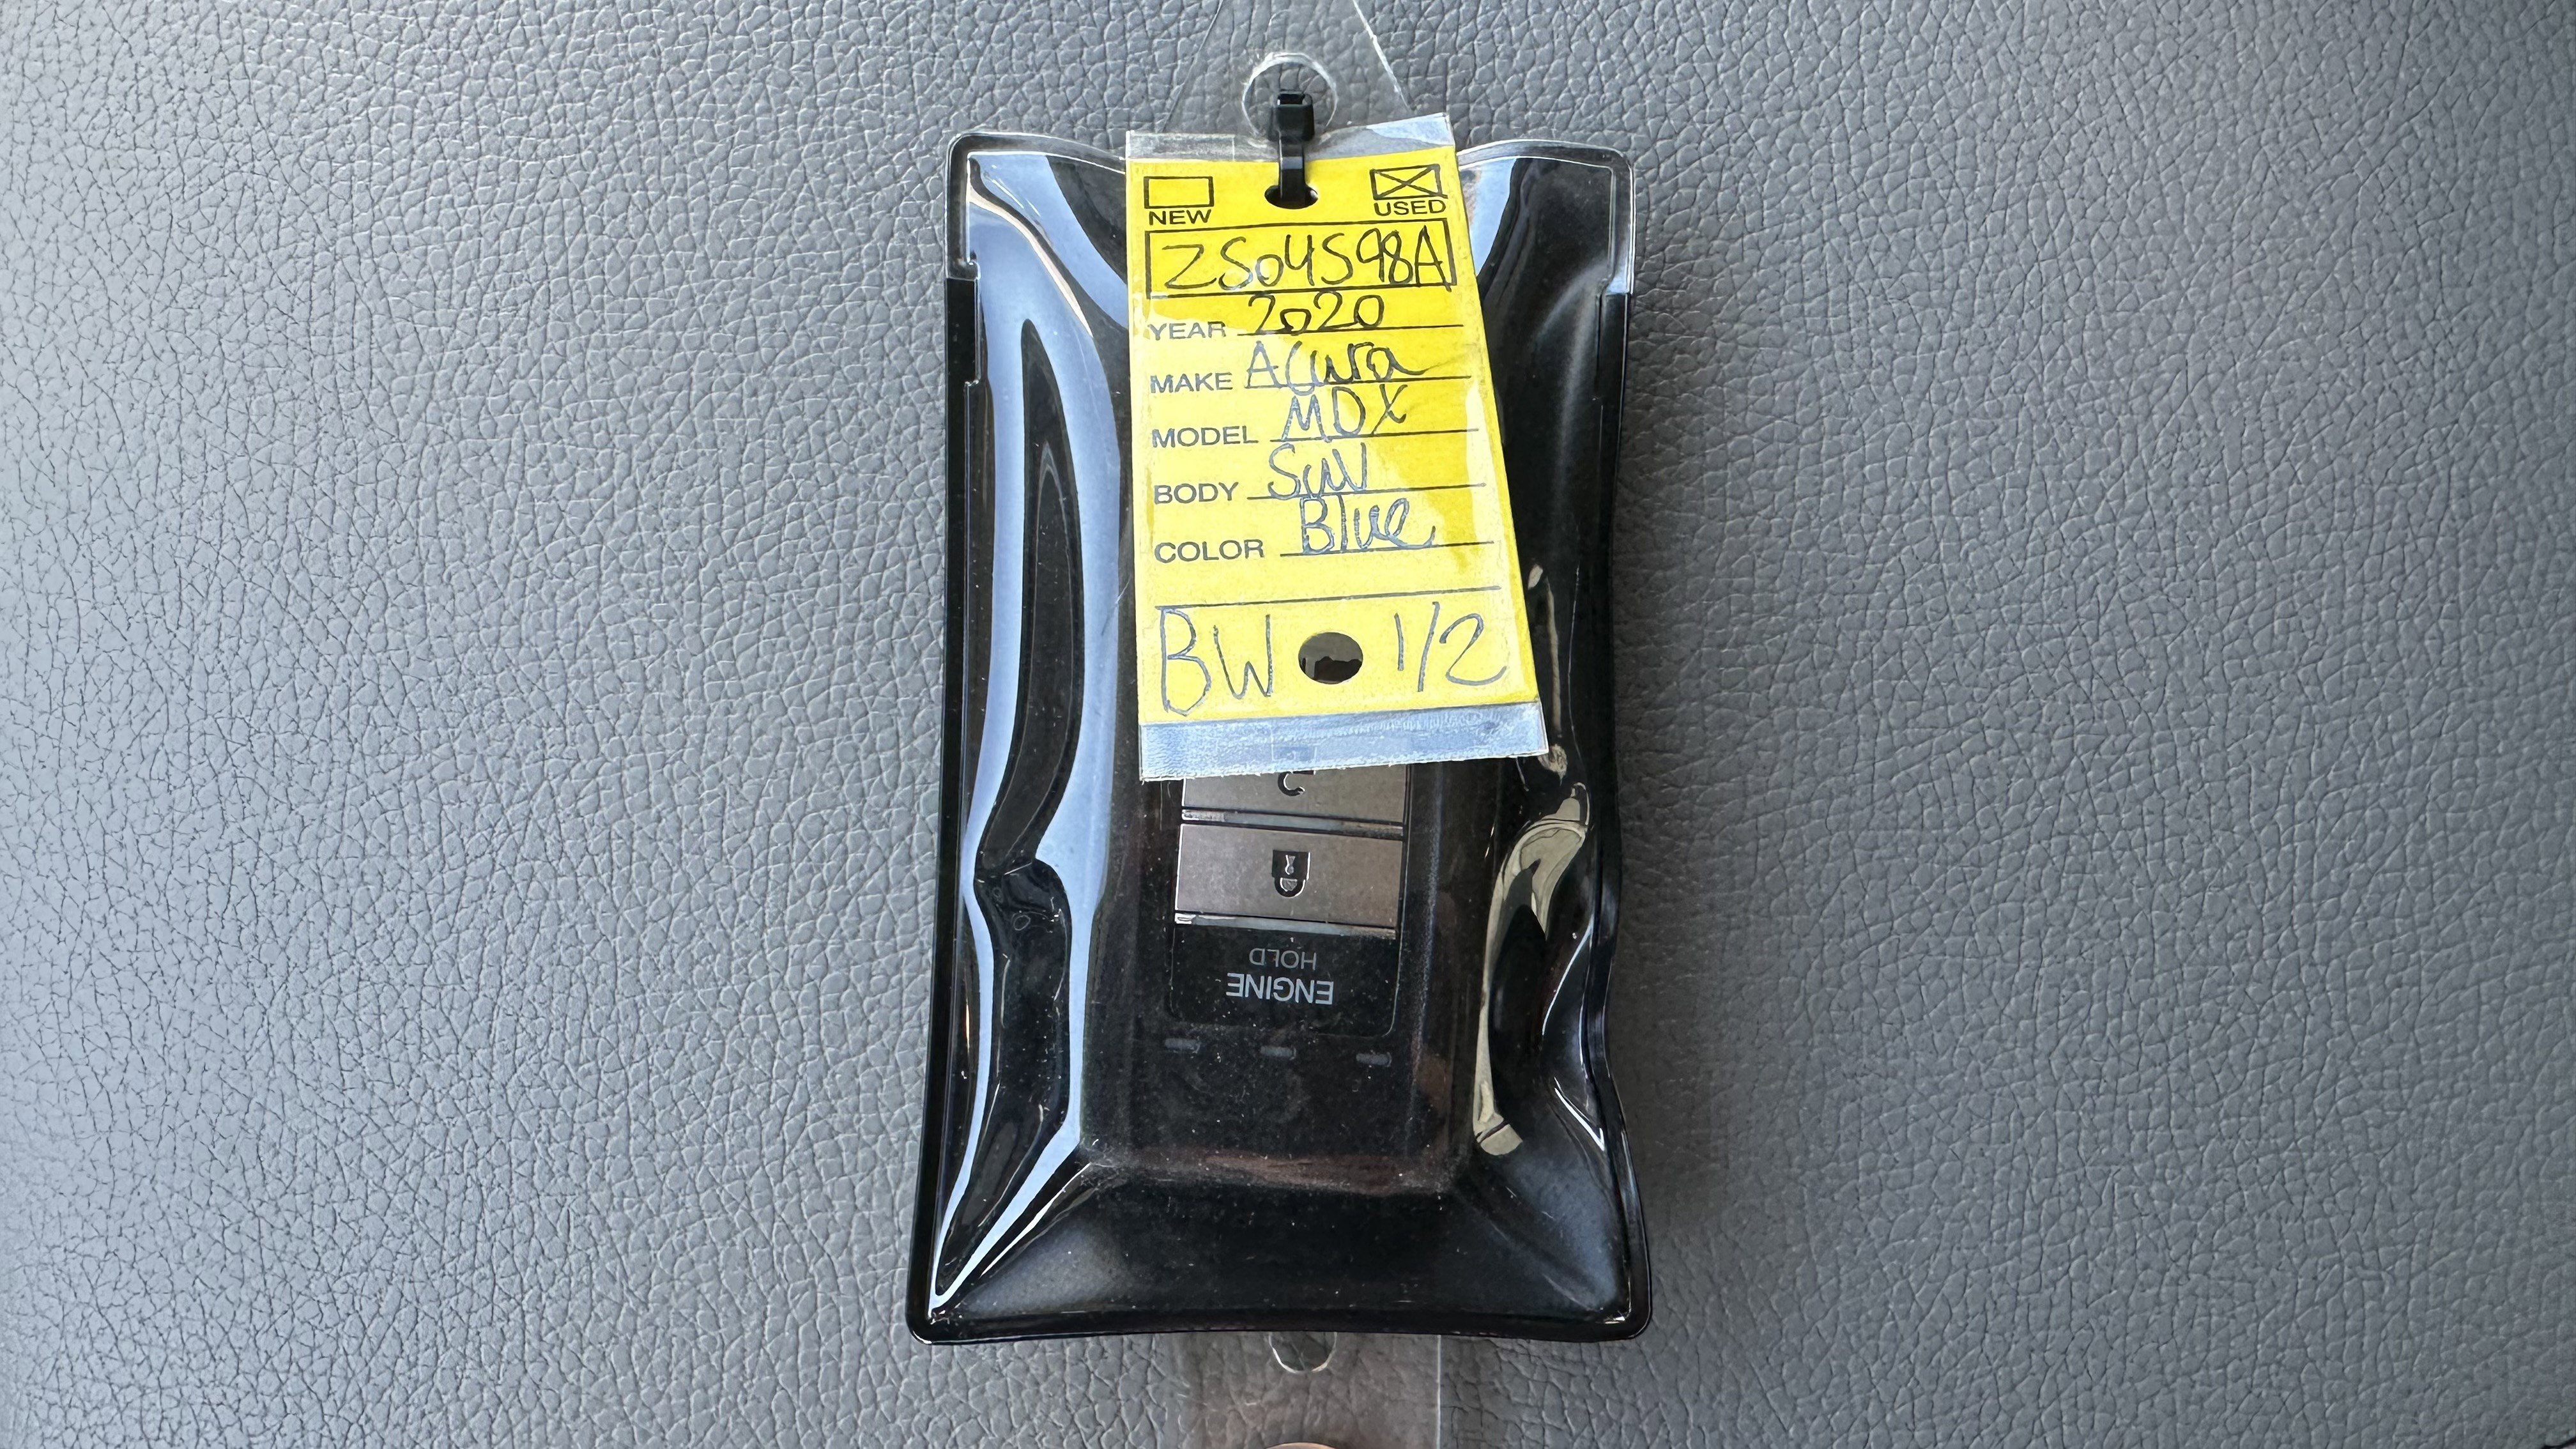 NEW USED
ZS04598A
YEAR 2020
MAKE Acura
MODEL MDX
BODY SUV
COLOR Blue
BW 1/2
HOLD
ENGINE